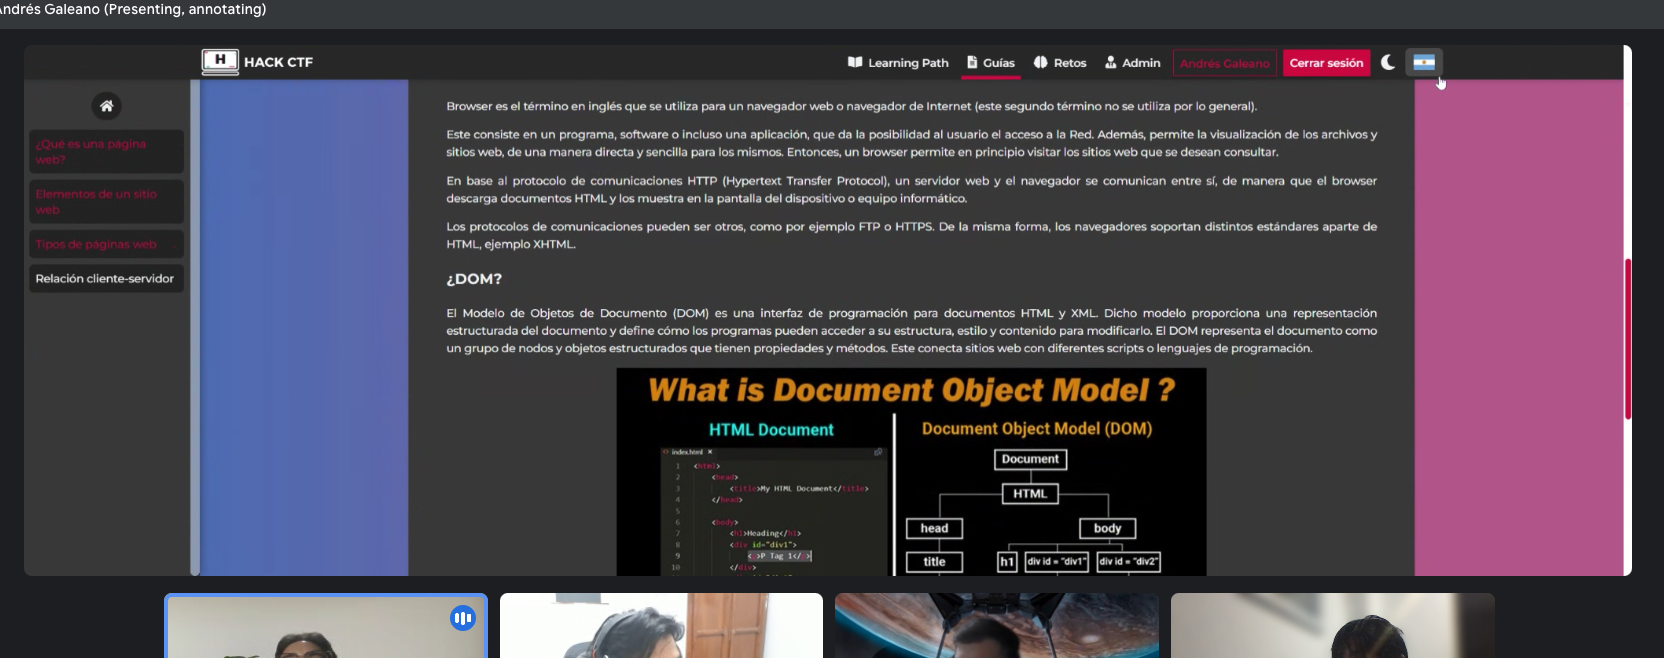 Andrés Galeano (Presenting, annotating)
H HACK CTF
Learning Path Guías Retos Admin Andrés Galeano Cerrar sesión
¿Qué es una página
web?
Elementos de un sitio
web
Tipos de páginas web
Relación cliente-servidor
Browser es el término en inglés que se utiliza para un navegador web o navegador de Internet (este segundo término no se utiliza por lo general).
Este consiste en un programa, software o incluso una aplicación, que da la posibilidad al usuario el acceso a la Red. Además, permite la visualización de los archivos y
sitios web, de una manera directa y sencilla para los mismos. Entonces, un browser permite en principio visitar los sitios web que se desean consultar.
En base al protocolo de comunicaciones HTTP (Hypertext Transfer Protocol), un servidor web y el navegador se comunican entre sí, de manera que el browser
descarga documentos HTML y los muestra en la pantalla del dispositivo o equipo informático.
Los protocolos de comunicaciones pueden ser otros, como por ejemplo FTP o HTTPS. De la misma forma, los navegadores soportan distintos estándares aparte de
HTML, ejemplo XHTML.
¿DOM?
El Modelo de Objetos de Documento (DOM) es una interfaz de programación para documentos HTML y XML. Dicho modelo proporciona una representación
estructurada del documento y define cómo los programas pueden acceder a su estructura, estilo y contenido para modificarlo. El DOM representa el documento como
un grupo de nodos y objetos estructurados que tienen propiedades y métodos. Este conecta sitios web con diferentes scripts o lenguajes de programación.
What is Document Object Model ?
HTML Document
index.html
1 <html>
2 <head>
3 <title>My HTML Document</title>
4 </head>
5
6 <body>
7 <h1>Heading</h1>
8 <div id="div1">
9 <p>P Tag 1</p>
10 </div>
Document Object Model (DOM)
Document
HTML
head body
title h1 div id = "div1" div id = "div2"